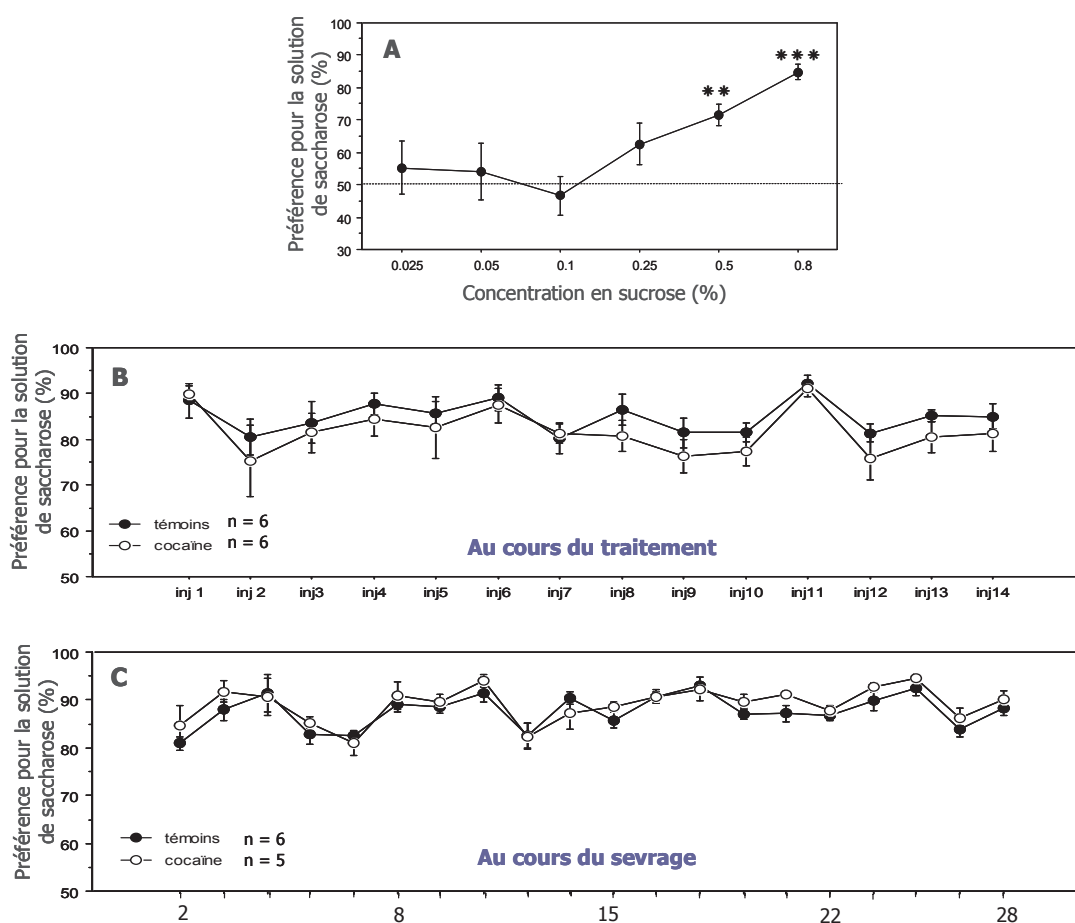 A
Préférence pour la solution
de saccharose (%)
100
90
80
70
60
50
40
30
** 
***
0.025 0.05 0.1 0.25 0.5 0.8
Concentration en sucrose (%)
B
Préférence pour la solution
de saccharose (%)
100
90
80
70
60
50
témoins n = 6
cocaïne n = 6
Au cours du traitement
inj 1 inj 2 inj3 inj4 inj5 inj6 inj7 inj8 inj9 inj10 inj11 inj12 inj13 inj14
C
Préférence pour la solution
de saccharose (%)
100
90
80
70
60
50
témoins n = 6
cocaïne n = 5
Au cours du sevrage
2 8 15 22 28